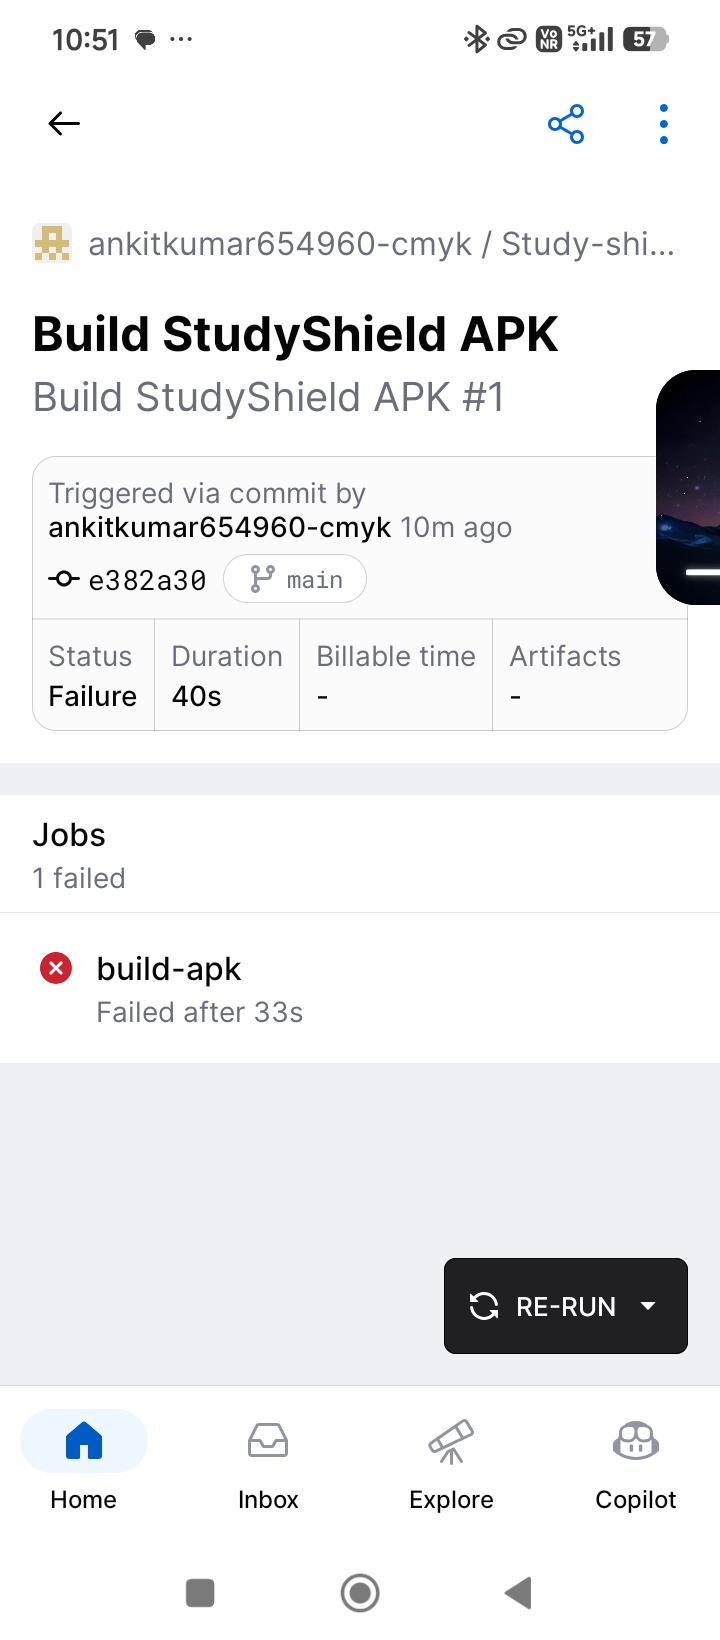 10:51
VO
NR
5G+
57
ankitkumar654960-cmyk / Study-shi...
Build StudyShield APK
Build StudyShield APK #1
Triggered via commit by
ankitkumar654960-cmyk 10m ago
e382a30 main
Status Duration Billable time Artifacts
Failure 40s - -
Jobs
1 failed
build-apk
Failed after 33s
RE-RUN
Home Inbox Explore Copilot